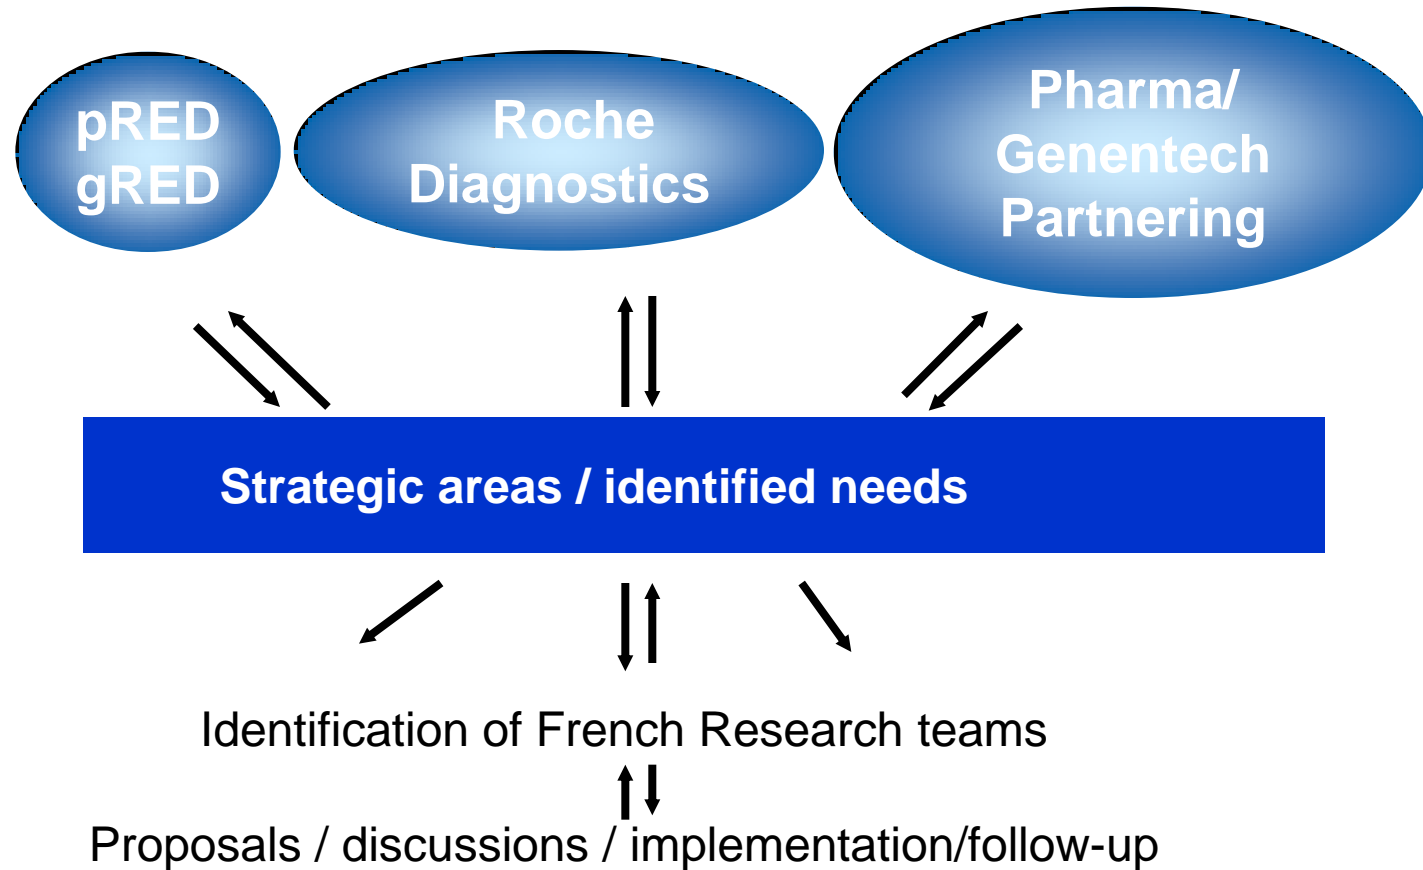 pRED
gRED
Roche
Diagnostics
Pharma/
Genentech
Partnering
Strategic areas / identified needs
Identification of French Research teams
Proposals / discussions / implementation/follow-up